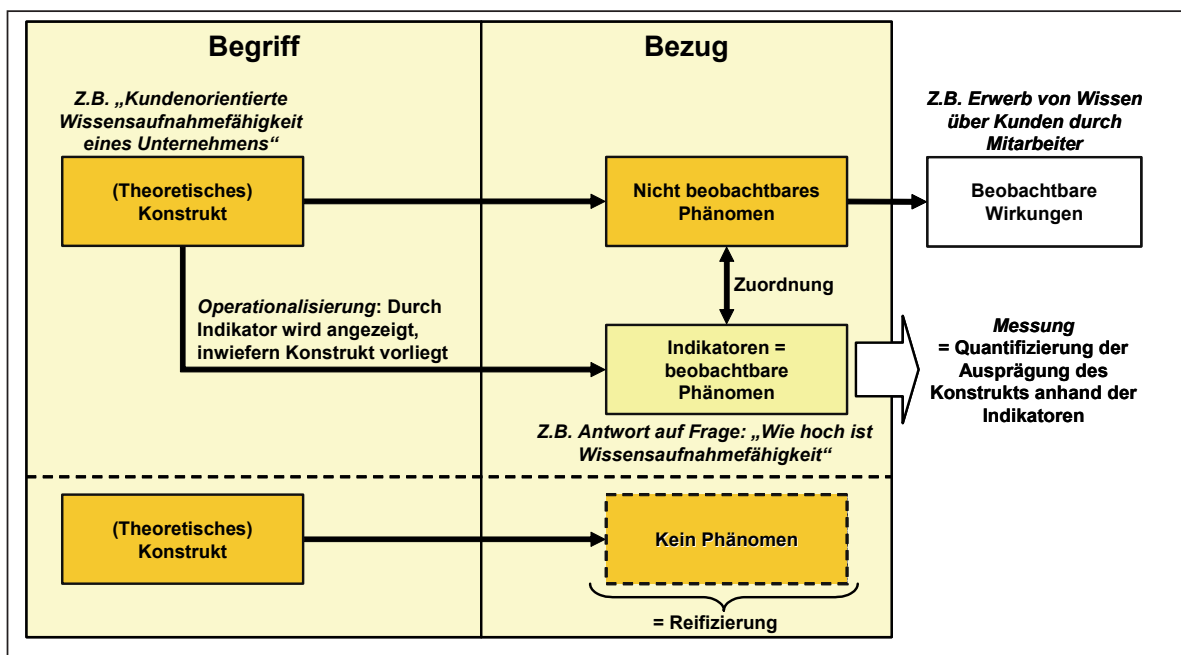 Begriff
Bezug
Z.B. „Kundenorientierte
Wissensaufnahmefähigkeit
eines Unternehmens“
Z.B. Erwerb von Wissen
über Kunden durch
Mitarbeiter
(Theoretisches)
Konstrukt
Nicht beobachtbares
Phänomen
Beobachtbare
Wirkungen
Zuordnung
Operationalisierung: Durch
Indikator wird angezeigt,
inwiefern Konstrukt vorliegt
Indikatoren =
beobachtbare
Phänomen
Messung
= Quantifizierung der
Ausprägung des
Konstrukts anhand der
Indikatoren
Z.B. Antwort auf Frage: „Wie hoch ist
Wissensaufnahmefähigkeit“
(Theoretisches)
Konstrukt
Kein Phänomen
= Reifizierung